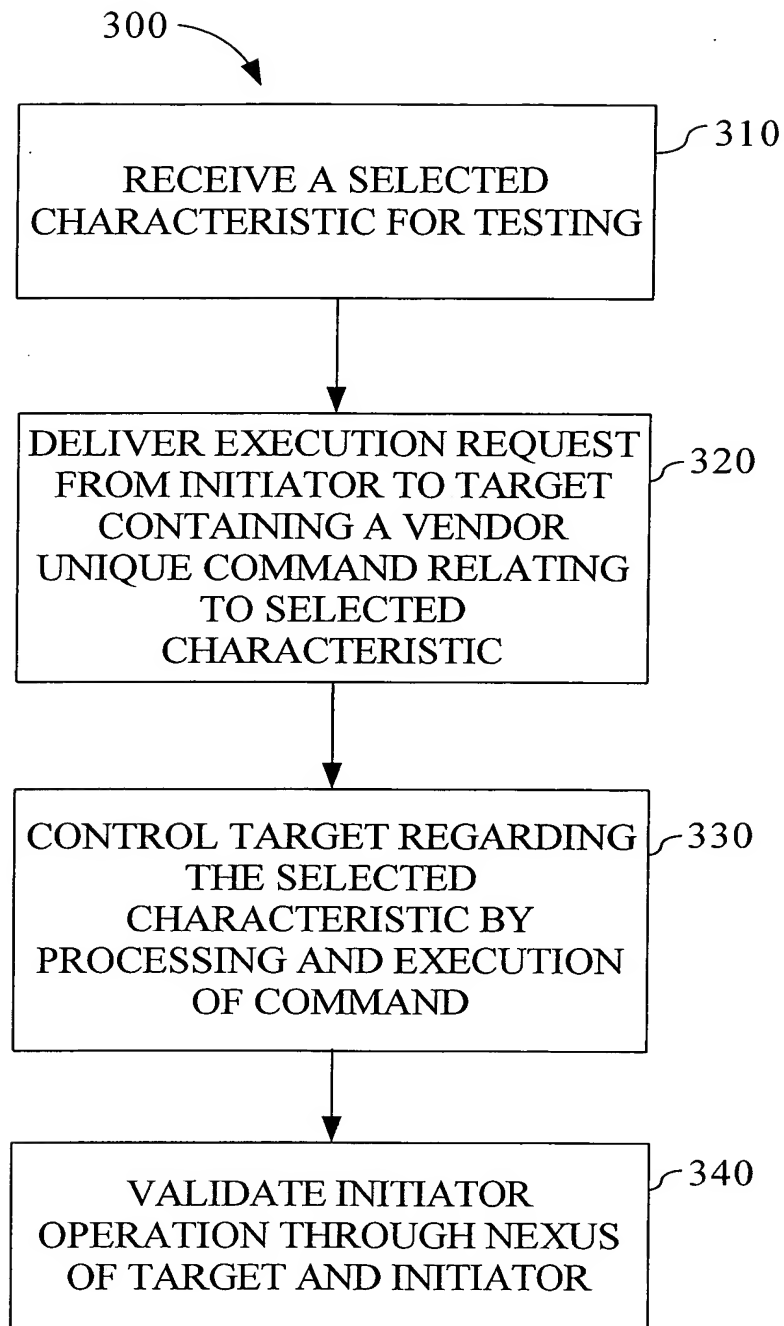 300
310
RECEIVE A SELECTED
CHARACTERISTIC FOR TESTING
320
DELIVER EXECUTION REQUEST
FROM INITIATOR TO TARGET
CONTAINING A VENDOR
UNIQUE COMMAND RELATING
TO SELECTED
CHARACTERISTIC
330
CONTROL TARGET REGARDING
THE SELECTED
CHARACTERISTIC BY
PROCESSING AND EXECUTION
OF COMMAND
340
VALIDATE INITIATOR
OPERATION THROUGH NEXUS
OF TARGET AND INITIATOR